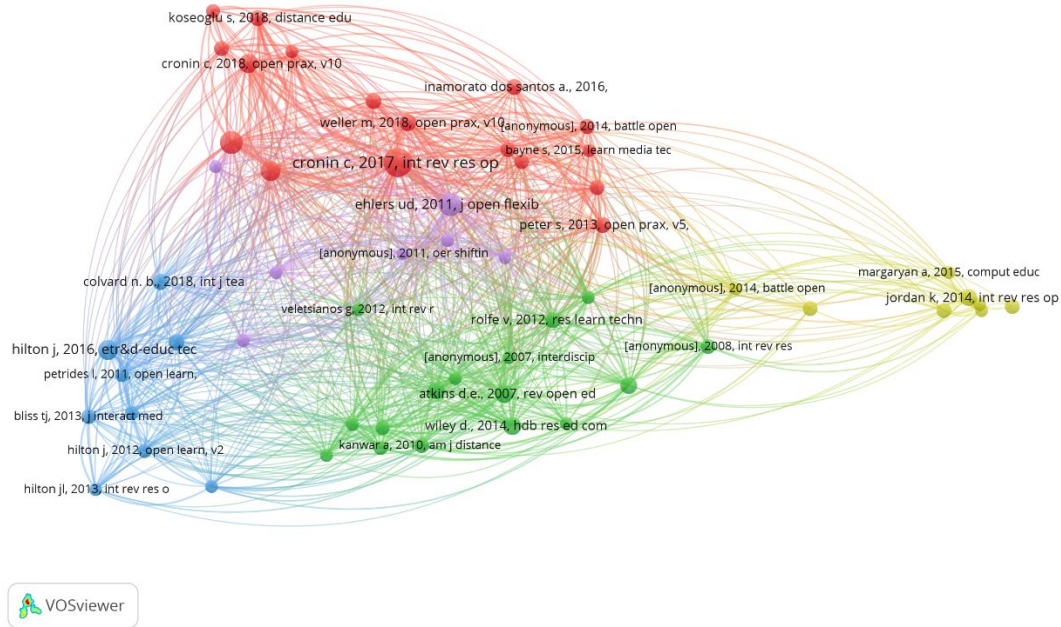 koseoglu s, 2018, distance edu
cronin c, 2018, open prax, v10
inamorato dos santos a., 2016,
weller m, 2018, open prax, v10
[anonymous], 2014, battle open
bayne s, 2015, learn media tec
cronin c, 2017, int rev res op
ehlers ud, 2011, j open flexib
peter s, 2013, open prax, v5,
[anonymous], 2011, oer shiftin
margaryan a, 2015, comput educ
colvard n. b., 2018, int j tea
[anonymous], 2014, battle open
jordan k, 2014, int rev res op
veletsianos g, 2012, int rev r
rolfe v, 2012, res learn techn
hilton j, 2016, etr&d-educ tec
[anonymous], 2008, int rev res
[anonymous], 2007, interdiscip
petrides l, 2011, open learn,
atkins d.e., 2007, rev open ed
bliss tj, 2013, j interact med
wiley d., 2014, hdb res ed com
kanwar a, 2010, am j distance
hilton j, 2012, open learn, v2
hilton jl, 2013, int rev res o
VOSviewer